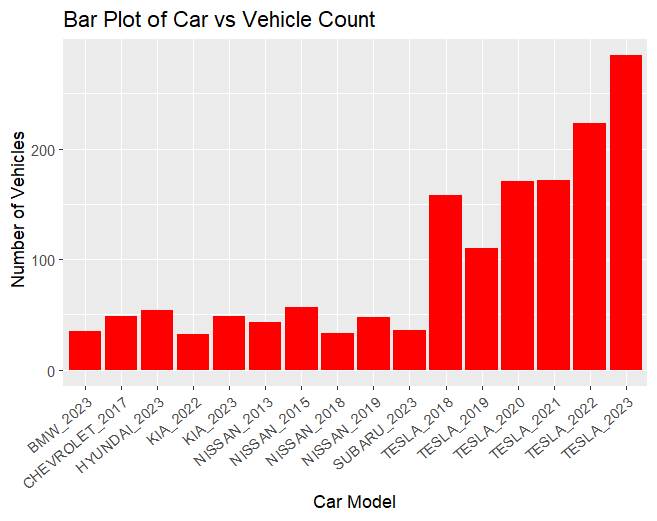 Bar Plot of Car vs Vehicle Count
Number of Vehicles
200
100
0
BMW_2023
CHEVROLET_2017
HYUNDAI_2023
KIA_2022
KIA_2023
NISSAN_2013
NISSAN_2015
NISSAN_2018
NISSAN_2019
SUBARU_2023
TESLA_2018
TESLA_2019
TESLA_2020
TESLA_2021
TESLA_2022
TESLA_2023
Car Model